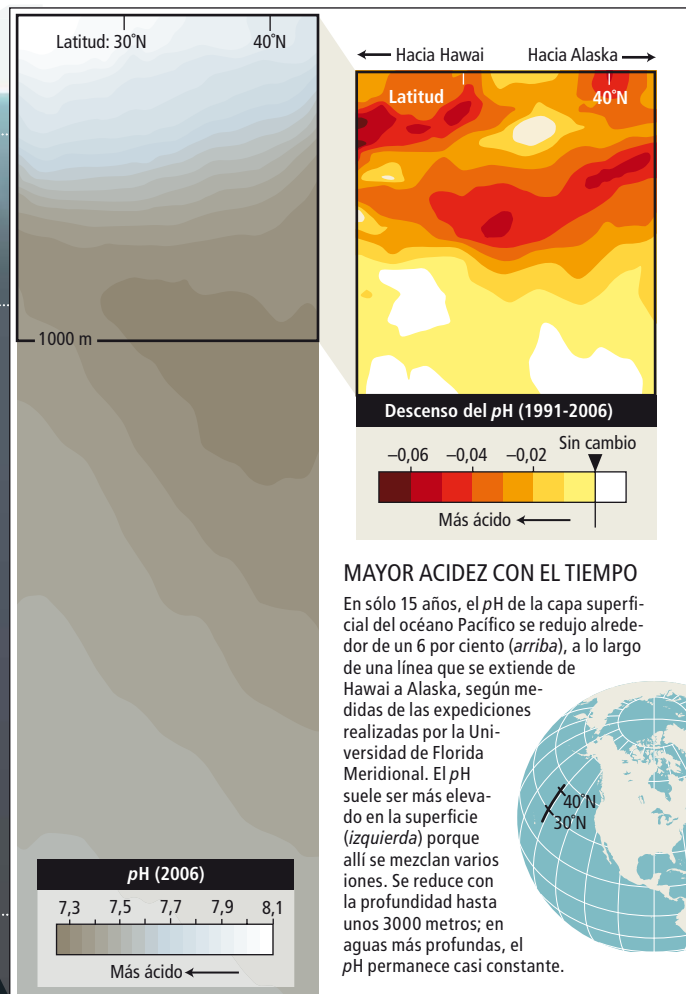 Latitud: 30°N 40°N
1000 m
pH (2006)
7,3 7,5 7,7 7,9 8,1
Más ácido
Hacia Hawai Hacia Alaska
Latitud 40°N
Descenso del pH (1991-2006)
Sin cambio
–0,06 –0,04 –0,02
Más ácido
MAYOR ACIDEZ CON EL TIEMPO
En sólo 15 años, el pH de la capa superfi-
cial del océano Pacífico se redujo alrede-
dor de un 6 por ciento (arriba), a lo largo
de una línea que se extiende de
Hawai a Alaska, según me-
didas de las expediciones
realizadas por la Uni-
versidad de Florida
Meridional. El pH
suele ser más eleva-
do en la superficie
(izquierda) porque
allí se mezclan varios
iones. Se reduce con
la profundidad hasta
unos 3000 metros; en
aguas más profundas, el
pH permanece casi constante.
40°N
30°N